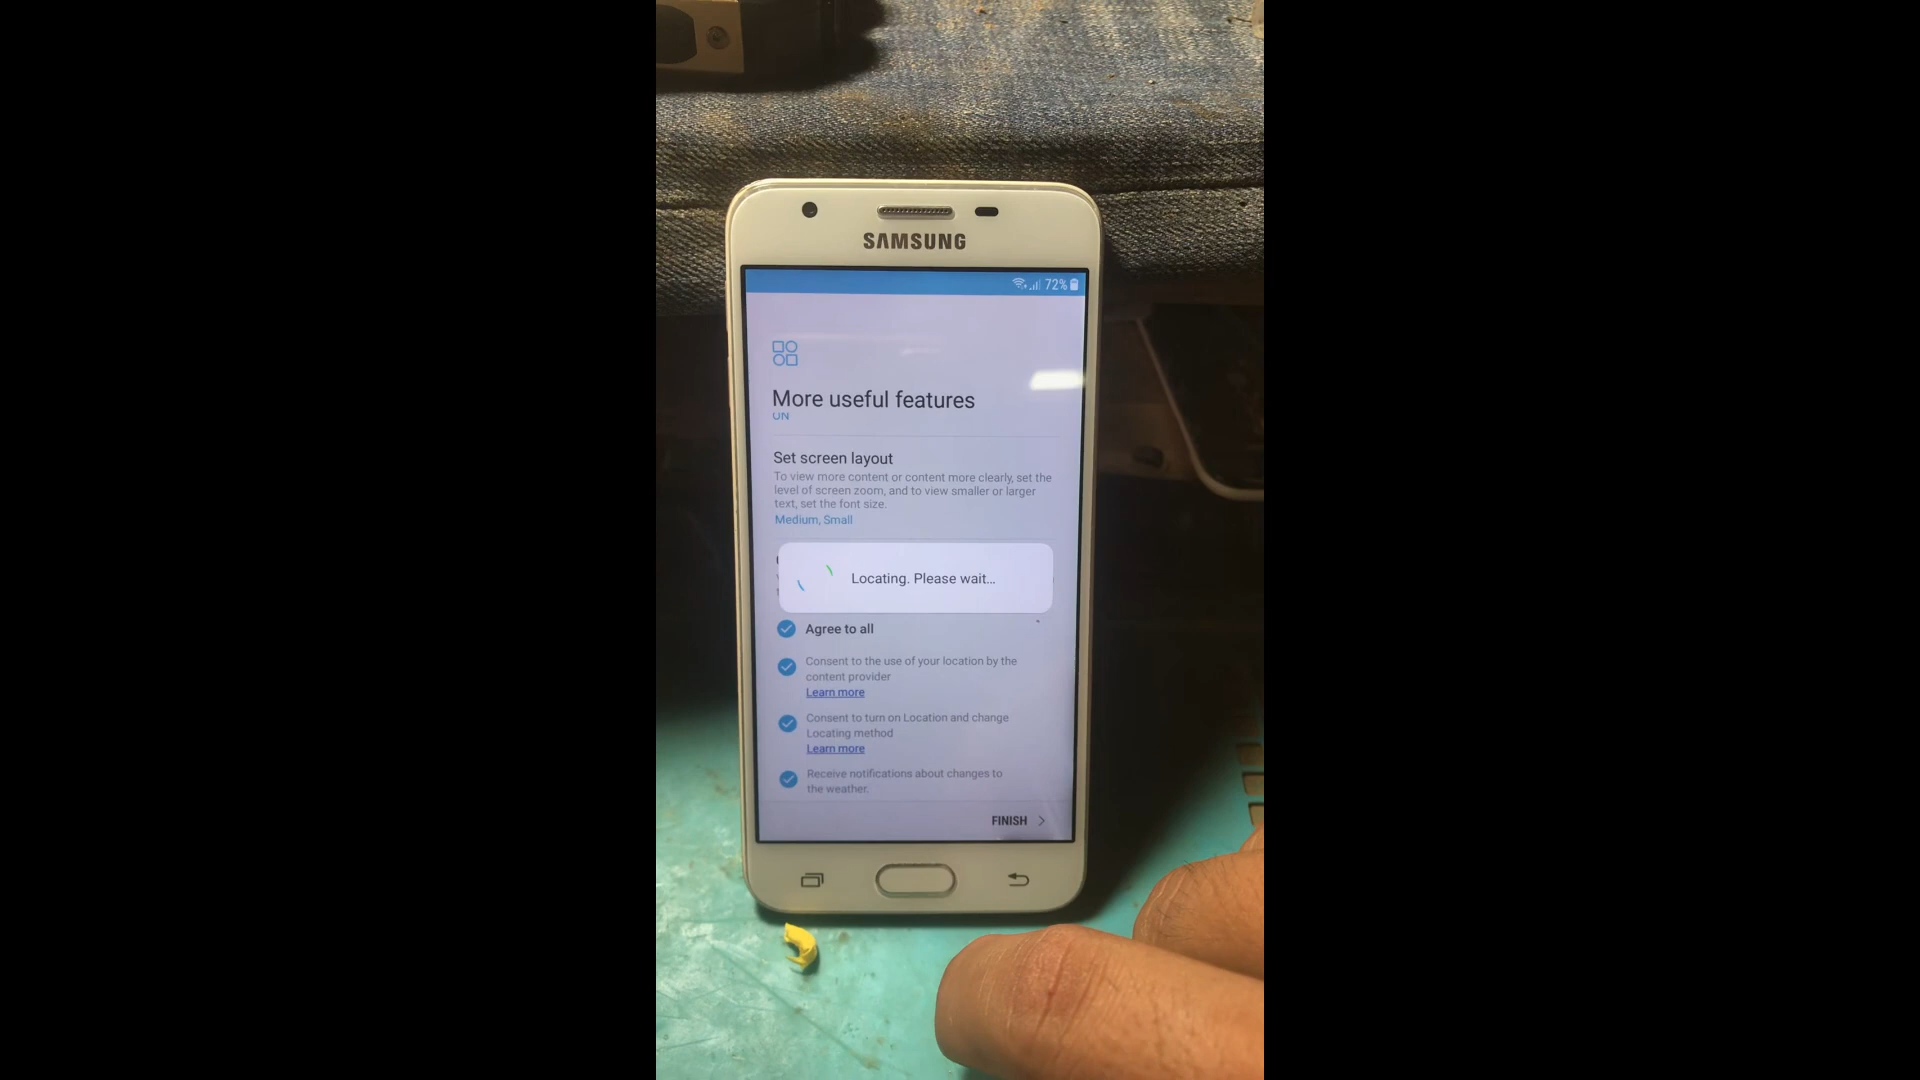 SAMSUNG
72%
More useful features
ON
Set screen layout
To view more content or content more clearly, set the
level of screen zoom, and to view smaller or larger
text, set the font size.
Medium, Small
Locating. Please wait...
Agree to all
Consent to the use of your location by the
content provider
Learn more
Consent to turn on Location and change
Locating method
Learn more
Receive notifications about changes to
the weather.
FINISH